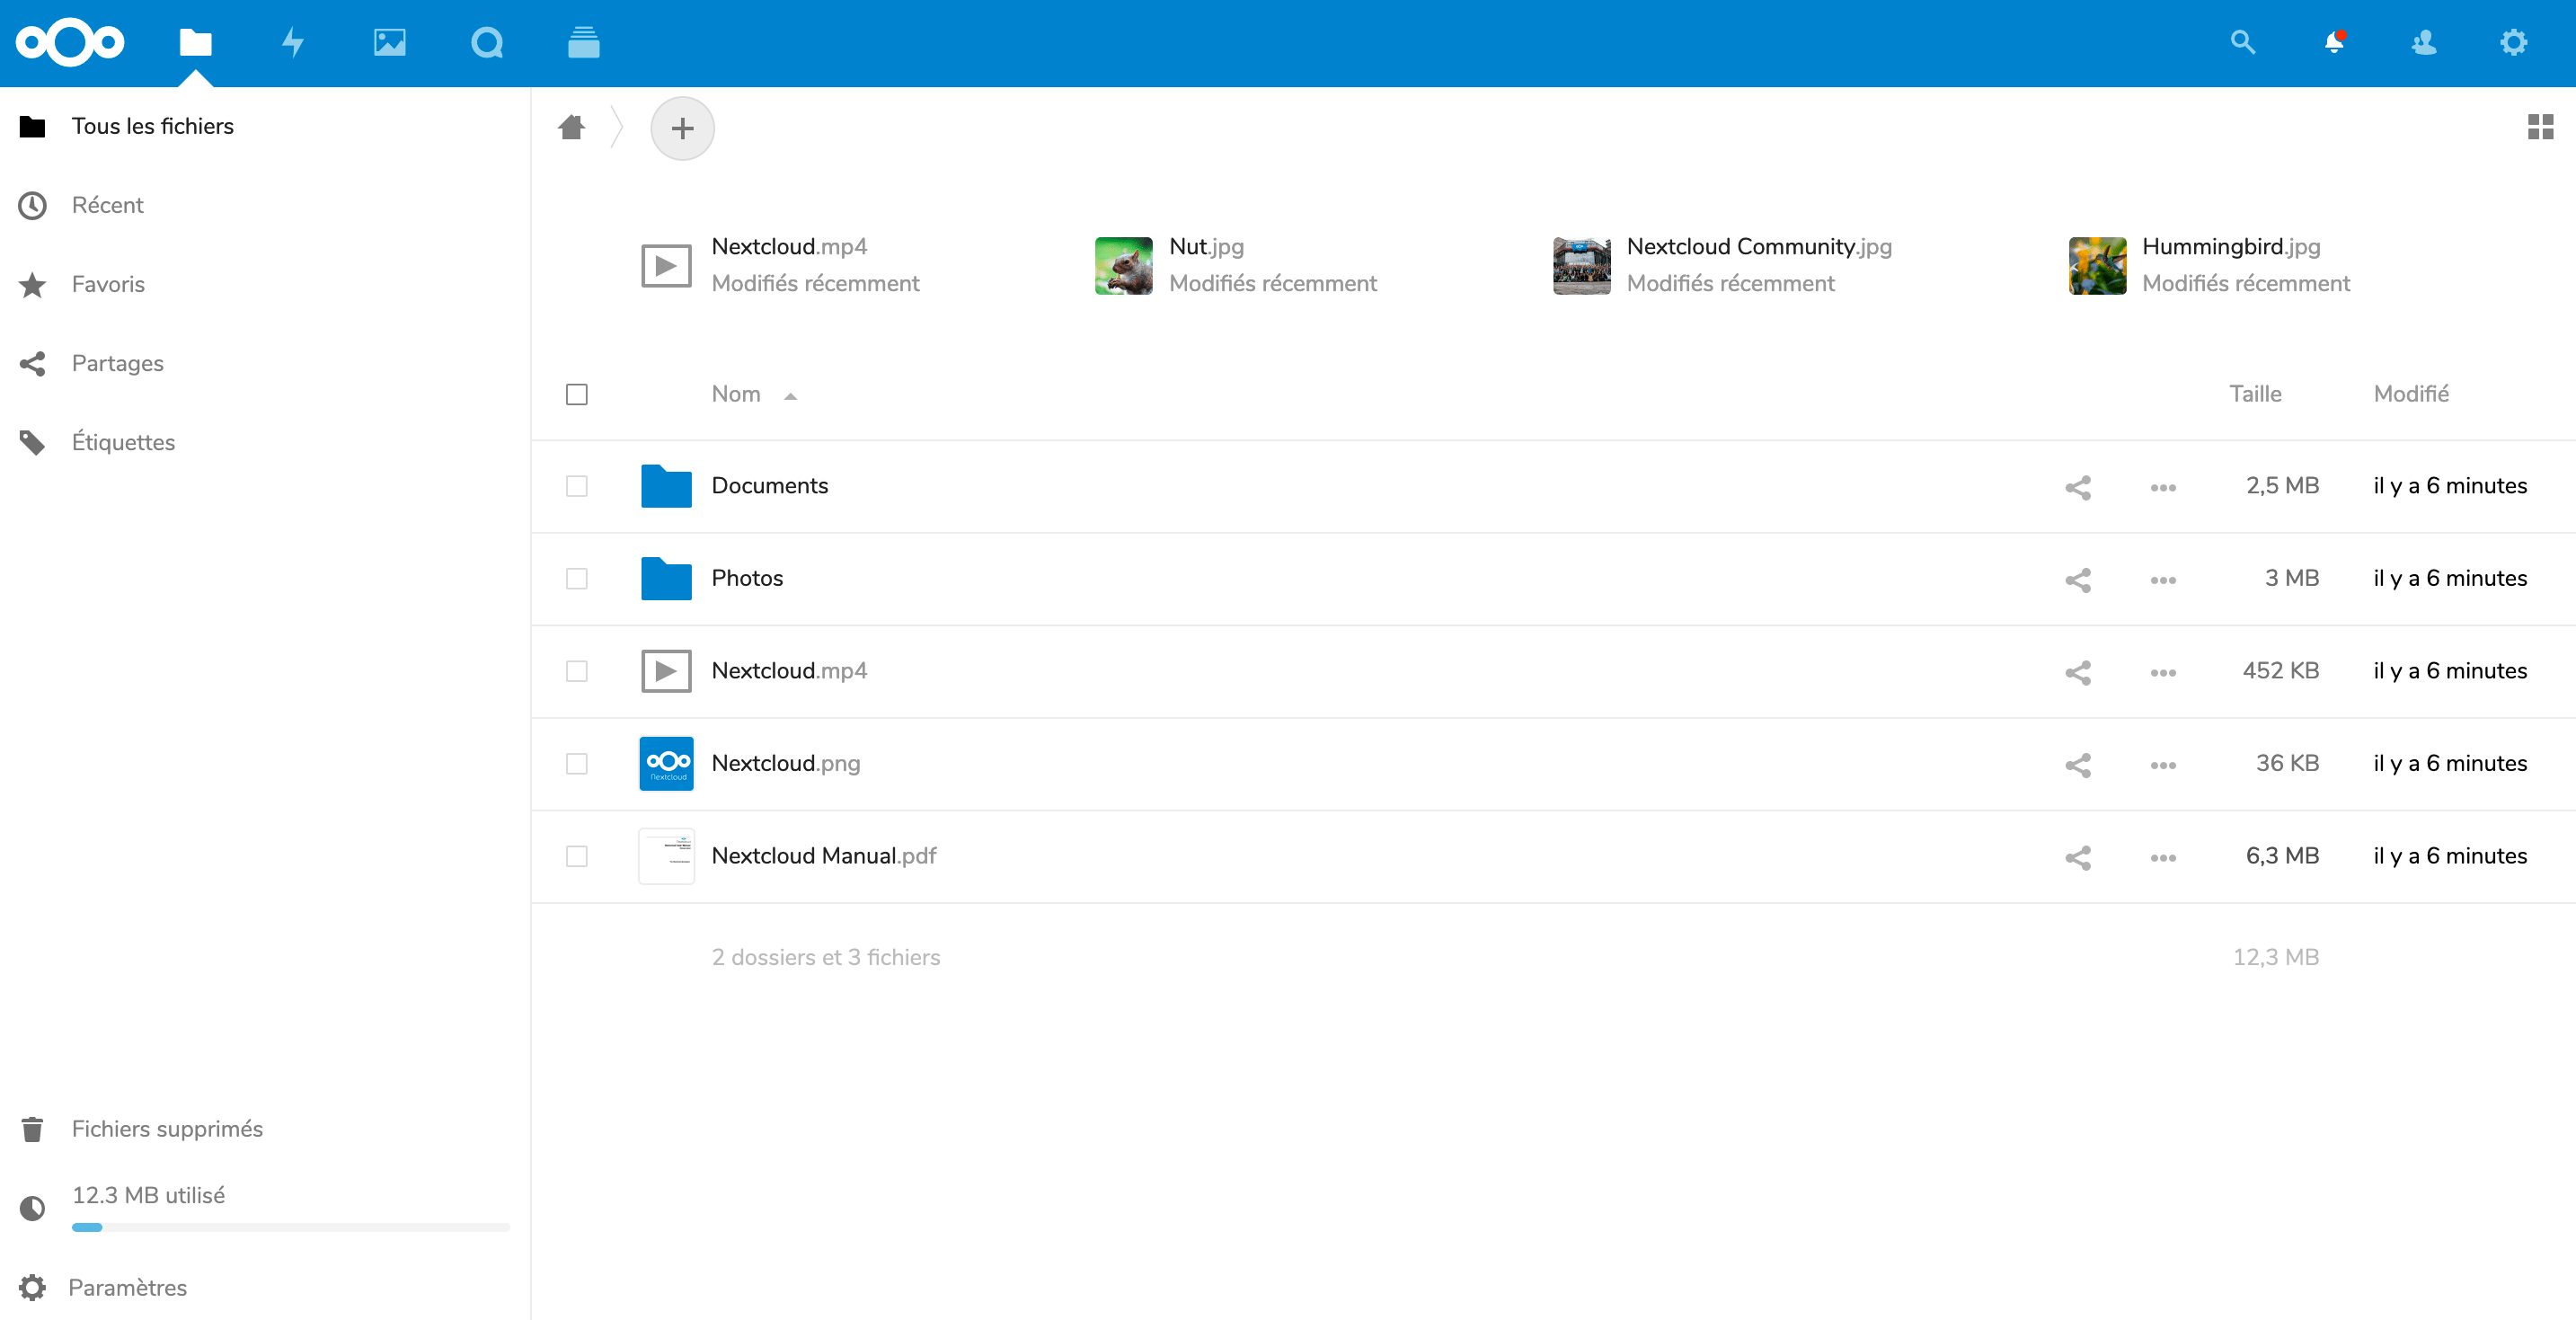 Tous les fichiers
Récent
Favoris
Partages
Étiquettes
Fichiers supprimés
12.3 MB utilisé
Paramètres
Nextcloud.mp4
Modifiés récemment
Nut.jpg
Modifiés récemment
Nextcloud Community.jpg
Modifiés récemment
Hummingbird.jpg
Modifiés récemment
Nom Taille Modifié
Documents 2,5 MB il y a 6 minutes
Photos 3 MB il y a 6 minutes
Nextcloud.mp4 452 KB il y a 6 minutes
Nextcloud
Nextcloud.png 36 KB il y a 6 minutes
Nextcloud Manual.pdf 6,3 MB il y a 6 minutes
2 dossiers et 3 fichiers 12,3 MB